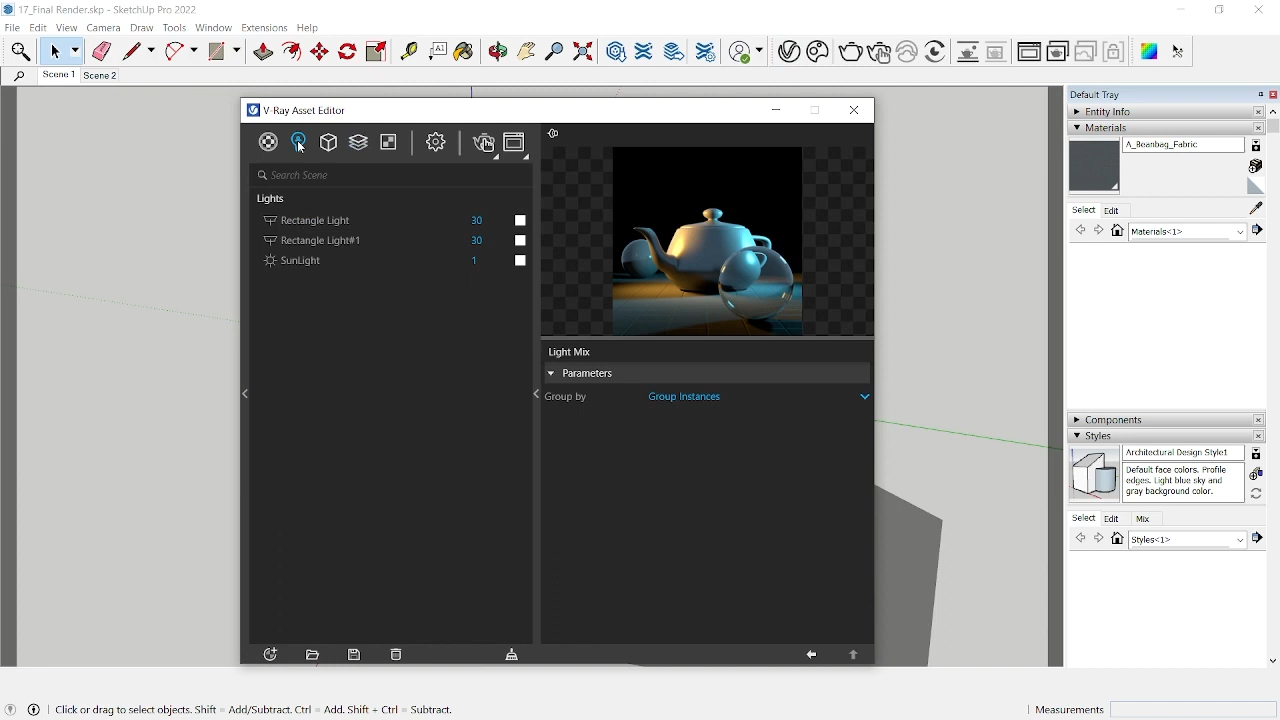 17_Final Render.skp - SketchUp Pro 2022
File Edit View Camera Draw Tools Window Extensions Help
Scene 1 Scene 2
Default Tray
Entity Info
Materials
A_Beanbag_Fabric
Select Edit
Materials<1>
V-Ray Asset Editor
Search Scene
Lights
Rectangle Light 30
Rectangle Light#1 30
SunLight 1
Light Mix
Parameters
Group by Group Instances
Components
Styles
Architectural Design Style1
Default face colors. Profile
edges. Light blue sky and
gray background color.
Select Edit Mix
Styles<1>
Click or drag to select objects. Shift = Add/Subtract. Ctrl = Add. Shift + Ctrl = Subtract.
Measurements